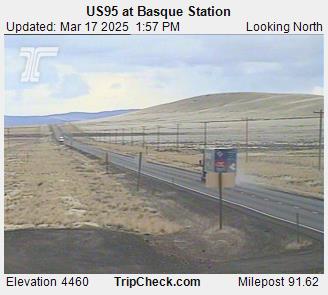 US95 at Basque Station
Updated: Mar 17 2025 1:57 PM Looking North
Elevation 4460 TripCheck.com Milepost 91.62